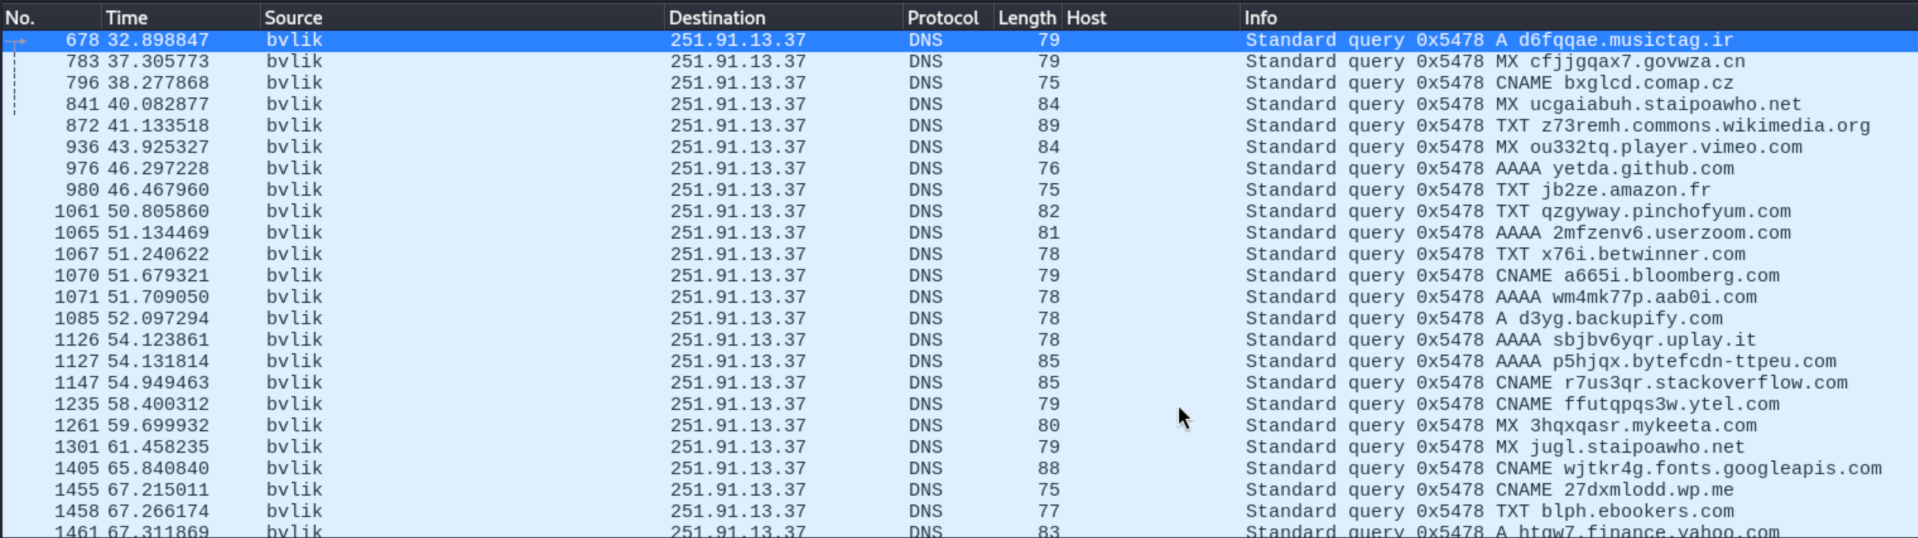 No. Time Source Destination Protocol Length Host Info
678 32.898847 bvlik 251.91.13.37 DNS 79 Standard query 0x5478 A d6fqqae.musictag.ir
783 37.305773 bvlik 251.91.13.37 DNS 79 Standard query 0x5478 MX cfjjgqax7.govwza.cn
796 38.277868 bvlik 251.91.13.37 DNS 75 Standard query 0x5478 CNAME bxglcd.comap.cz
841 40.082877 bvlik 251.91.13.37 DNS 84 Standard query 0x5478 MX ucgaiabuh.staipoawho.net
872 41.133518 bvlik 251.91.13.37 DNS 89 Standard query 0x5478 TXT z73remh.commons.wikimedia.org
936 43.925327 bvlik 251.91.13.37 DNS 84 Standard query 0x5478 MX ou332tq.player.vimeo.com
976 46.297228 bvlik 251.91.13.37 DNS 76 Standard query 0x5478 AAAA yetda.github.com
980 46.467960 bvlik 251.91.13.37 DNS 75 Standard query 0x5478 TXT jb2ze.amazon.fr
1061 50.805860 bvlik 251.91.13.37 DNS 82 Standard query 0x5478 TXT qzgyway.pinchofyum.com
1065 51.134469 bvlik 251.91.13.37 DNS 81 Standard query 0x5478 AAAA 2mfzenv6.userzoom.com
1067 51.240622 bvlik 251.91.13.37 DNS 78 Standard query 0x5478 TXT x76i.betwinner.com
1070 51.679321 bvlik 251.91.13.37 DNS 79 Standard query 0x5478 CNAME a665i.bloomberg.com
1071 51.709050 bvlik 251.91.13.37 DNS 78 Standard query 0x5478 AAAA wm4mk77p.aab0i.com
1085 52.097294 bvlik 251.91.13.37 DNS 78 Standard query 0x5478 A d3yg.backupify.com
1126 54.123861 bvlik 251.91.13.37 DNS 78 Standard query 0x5478 AAAA sbjbv6yqr.uplay.it
1127 54.131814 bvlik 251.91.13.37 DNS 85 Standard query 0x5478 AAAA p5hjqx.bytefcdn-ttpeu.com
1147 54.949463 bvlik 251.91.13.37 DNS 85 Standard query 0x5478 CNAME r7us3qr.stackoverflow.com
1235 58.400312 bvlik 251.91.13.37 DNS 79 Standard query 0x5478 CNAME ffutqpqs3w.ytel.com
1261 59.699932 bvlik 251.91.13.37 DNS 80 Standard query 0x5478 MX 3hqxqasr.mykeeta.com
1301 61.458235 bvlik 251.91.13.37 DNS 79 Standard query 0x5478 MX jugl.staipoawho.net
1405 65.840840 bvlik 251.91.13.37 DNS 88 Standard query 0x5478 CNAME wjtkr4g.fonts.googleapis.com
1455 67.215011 bvlik 251.91.13.37 DNS 75 Standard query 0x5478 CNAME 27dxmlodd.wp.me
1458 67.266174 bvlik 251.91.13.37 DNS 77 Standard query 0x5478 TXT blph.ebookers.com
1461 67.311869 bvlik 251.91.13.37 DNS 83 Standard query 0x5478 A htgw7.finance.yahoo.com